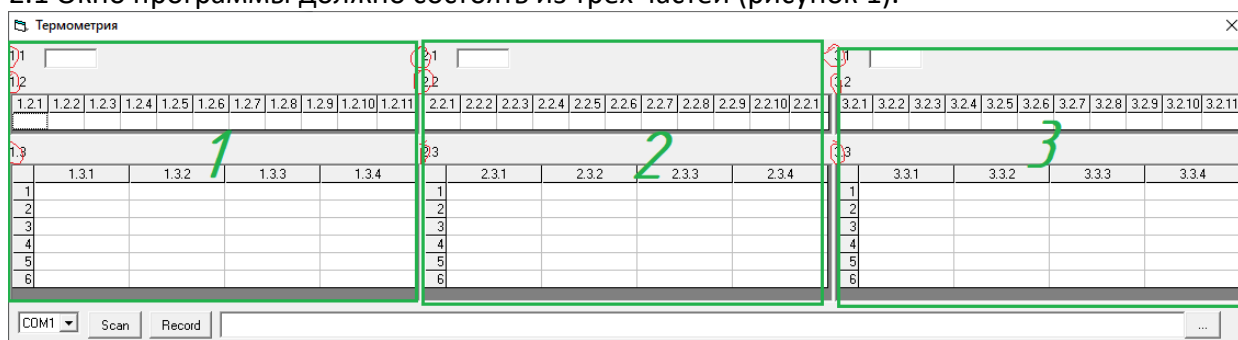 2.1 Окно программы должно состоять из трех частей (рисунок 1).
Термометрия
1.1 2.1 3.1
1.2 2.2 3.2
1.2.1 1.2.2 1.2.3 1.2.4 1.2.5 1.2.6 1.2.7 1.2.8 1.2.9 1.2.10 1.2.11 2.2.1 2.2.2 2.2.3 2.2.4 2.2.5 2.2.6 2.2.7 2.2.8 2.2.9 2.2.10 2.2.1 3.2.1 3.2.2 3.2.3 3.2.4 3.2.5 3.2.6 3.2.7 3.2.8 3.2.9 3.2.10 3.2.11
1 2 3
1.3 2.3 3.3
1.3.1 1.3.2 1.3.3 1.3.4 2.3.1 2.3.2 2.3.3 2.3.4 3.3.1 3.3.2 3.3.3 3.3.4
1 1 1
2 2 2
3 3 3
4 4 4
5 5 5
6 6 6
COM1 Scan Record ...